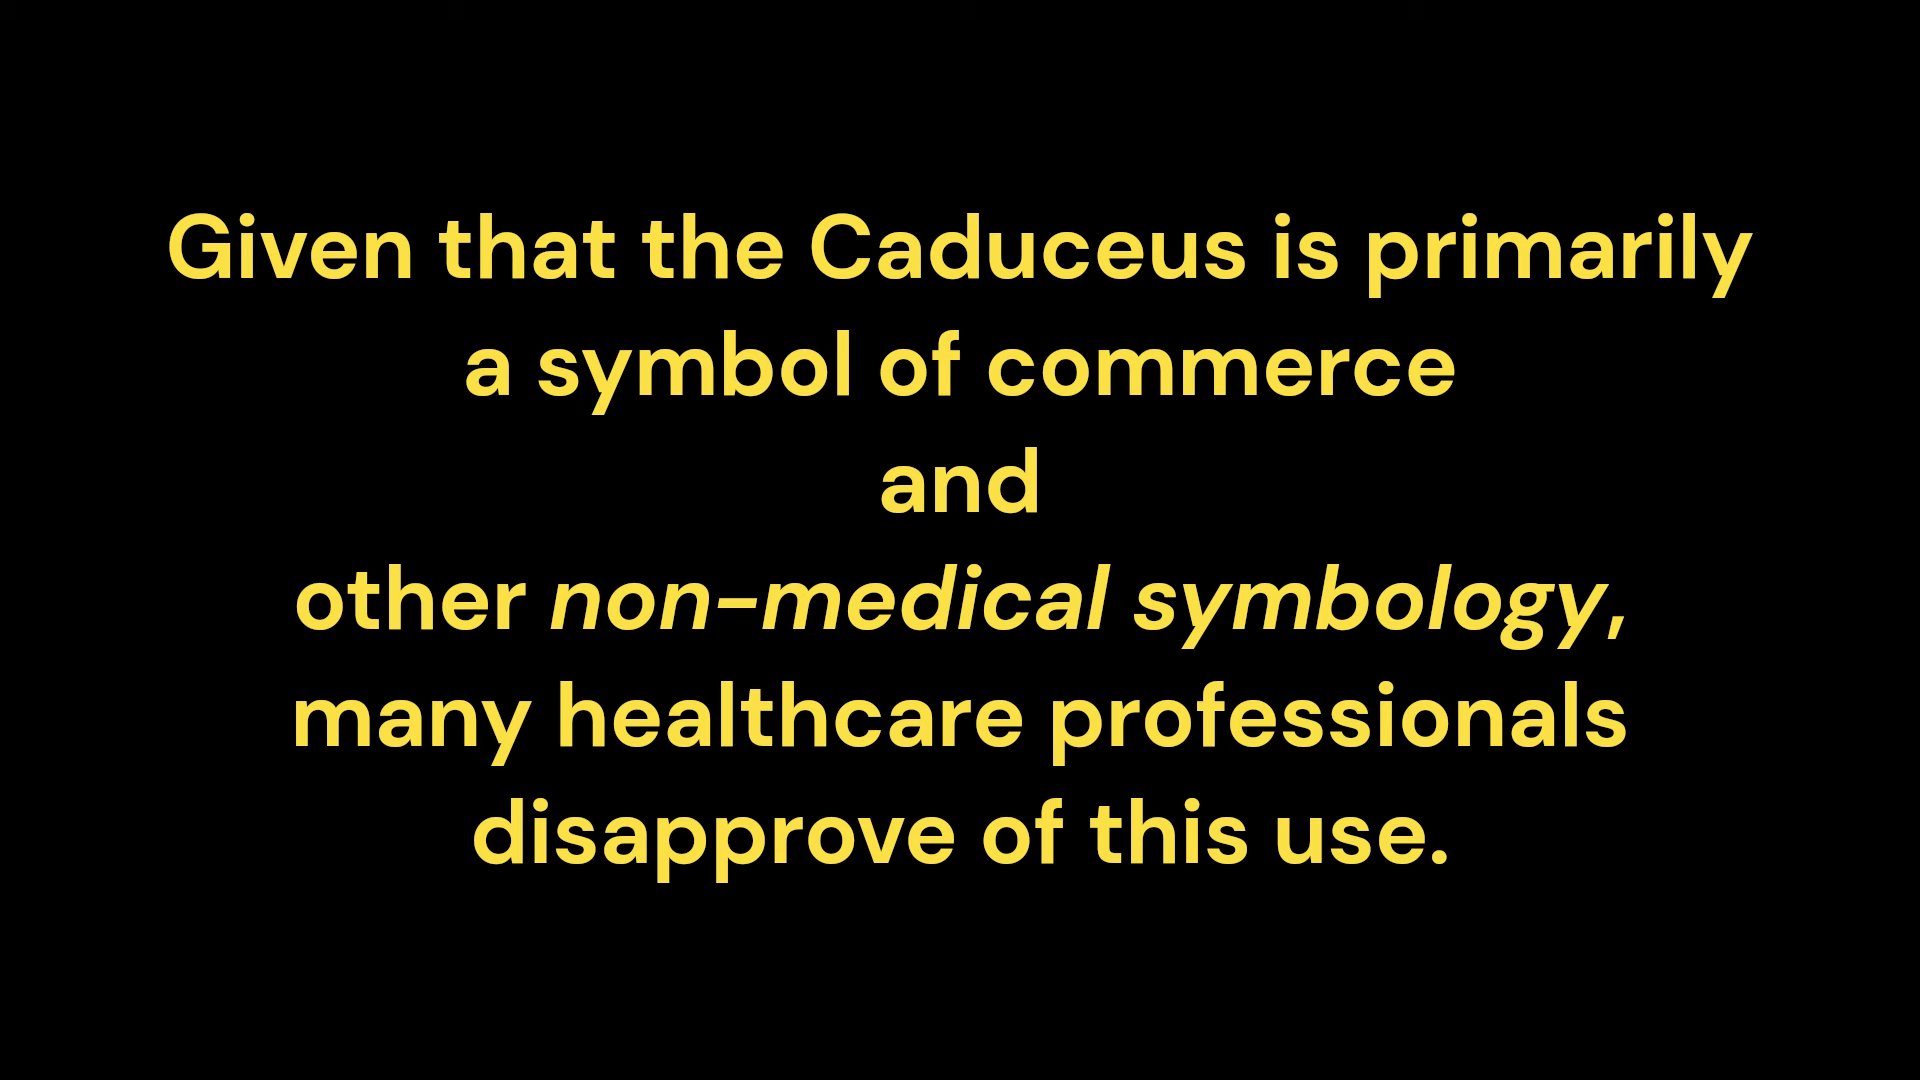 Given that the Caduceus is primarily
a symbol of commerce
and
other non-medical symbology,
many healthcare professionals
disapprove of this use.